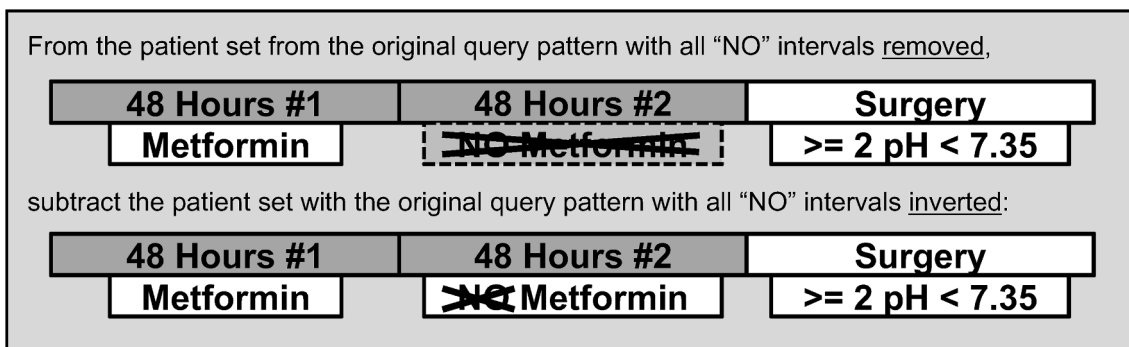 From the patient set from the original query pattern with all “NO” intervals removed,
48 Hours #1 48 Hours #2 Surgery
Metformin NO Metformin >= 2 pH < 7.35
subtract the patient set with the original query pattern with all “NO” intervals inverted:
48 Hours #1 48 Hours #2 Surgery
Metformin NO Metformin >= 2 pH < 7.35